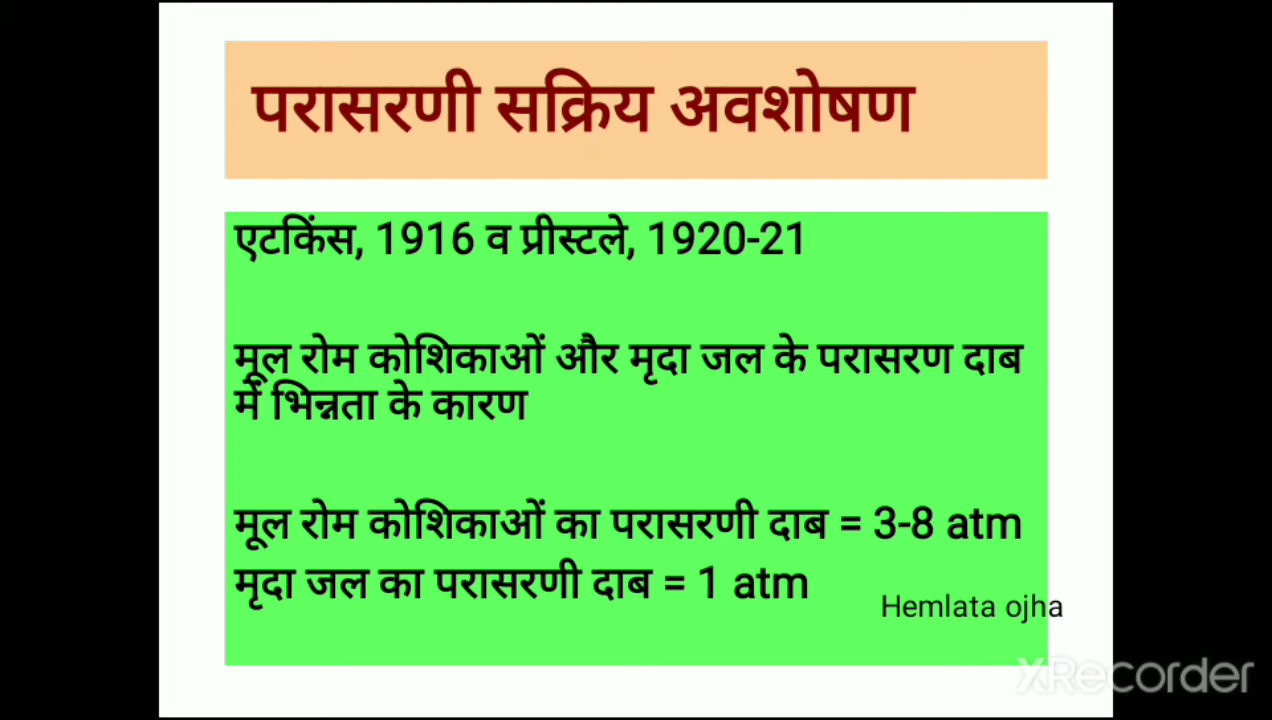 परासरणी सक्रिय अवशोषण
एटकिंस, 1916 व प्रीस्टले, 1920-21
मूल रोम कोशिकाओं और मृदा जल के परासरण दाब
में भिन्नता के कारण
मूल रोम कोशिकाओं का परासरणी दाब = 3-8 atm
मृदा जल का परासरणी दाब = 1 atm
Hemlata ojha
XRecorder